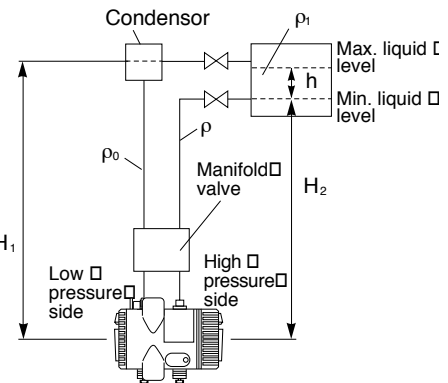 Condensor
ρ1
Max. liquid □
level
h
Min. liquid □
level
ρ
ρ0
H2
Manifold□
valve
H1
Low □
pressure□
side
High □
pressure□
side